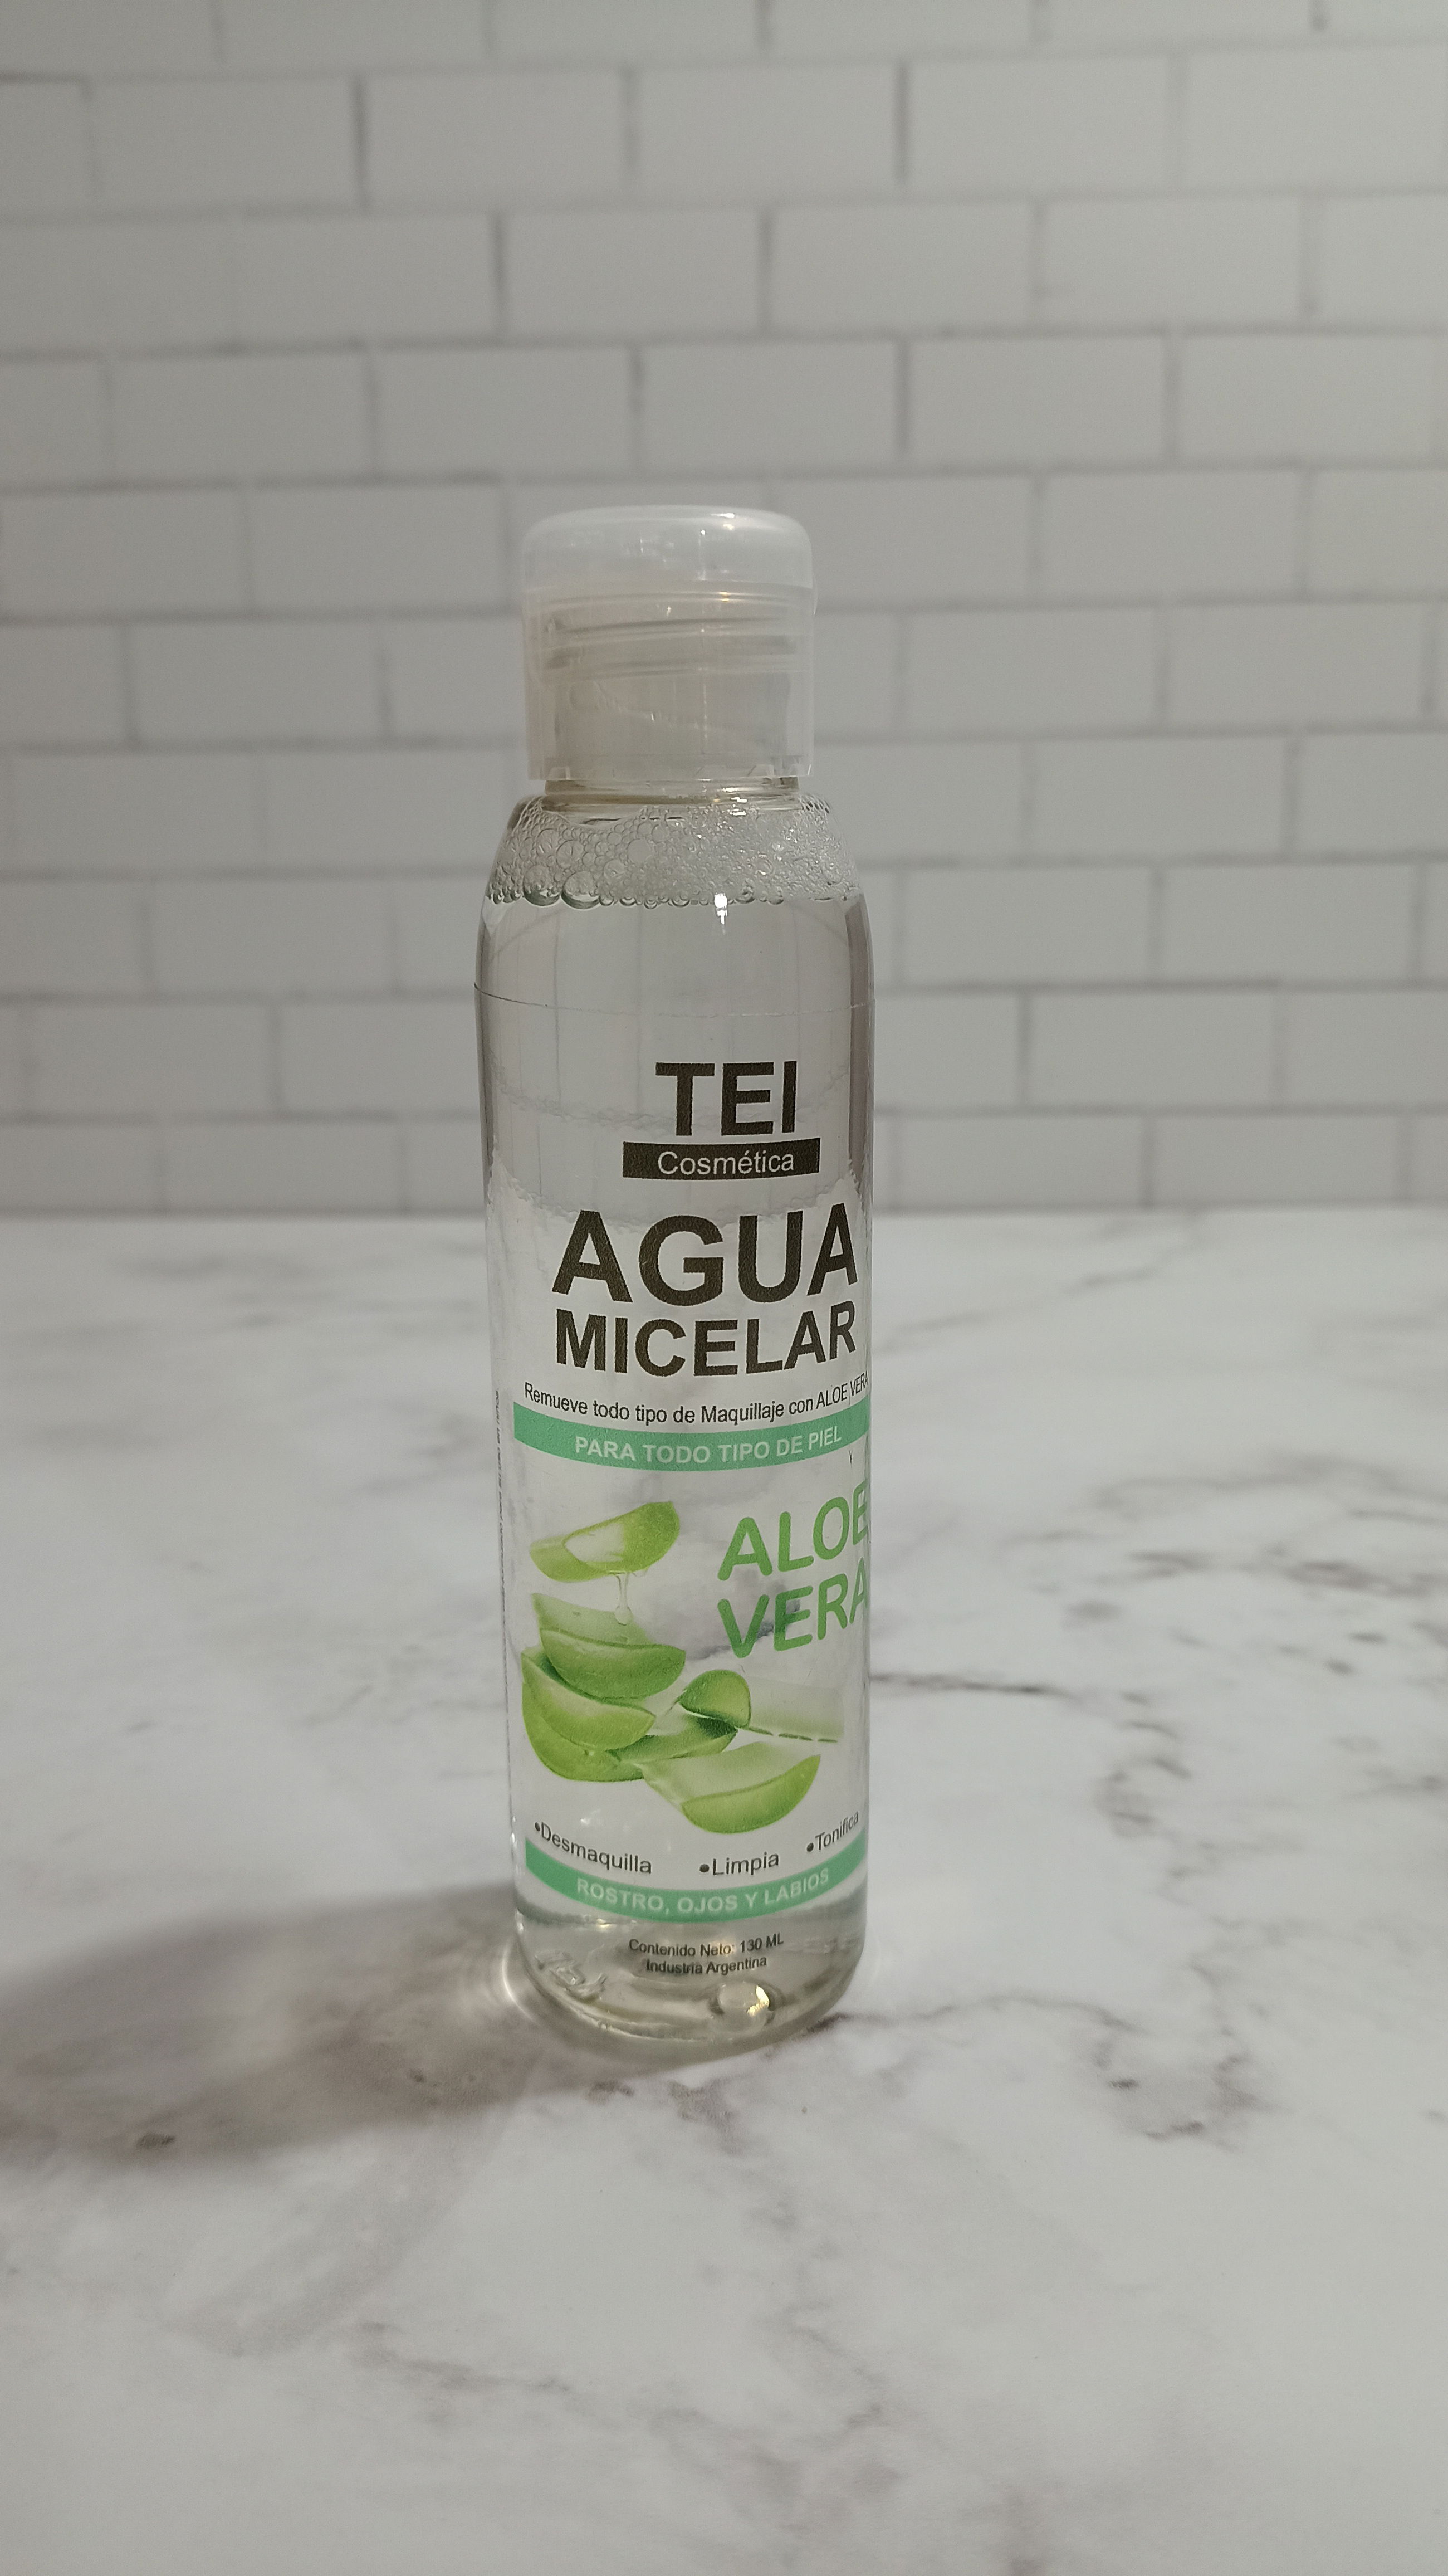 TEI
Cosmética
AGUA
MICELAR
Remueve todo tipo de Maquillaje con ALOE VERA
PARA TODO TIPO DE PIEL
ALOE
VERA
•Desmaquilla •Limpia •Tonifica
ROSTRO, OJOS Y LABIOS
Contenido Neto: 130 ML
Industria Argentina